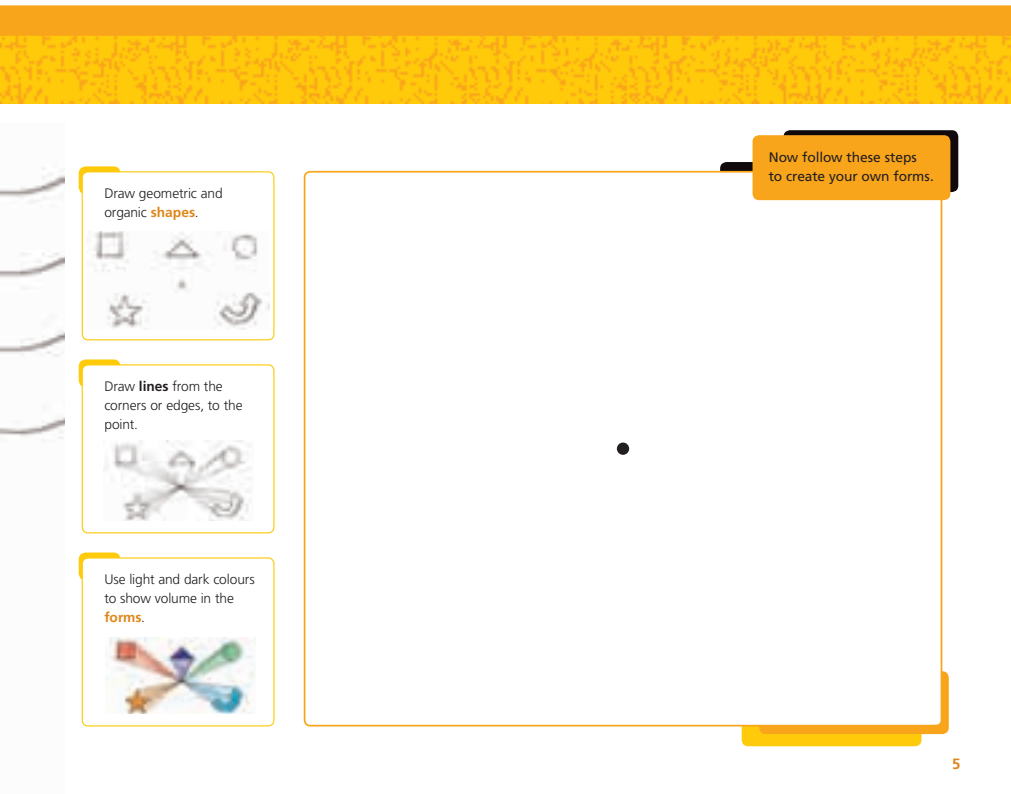 Now follow these steps
to create your own forms.
Draw geometric and
organic shapes.
Draw lines from the
corners or edges, to the
point.
Use light and dark colours
to show volume in the
forms.
5